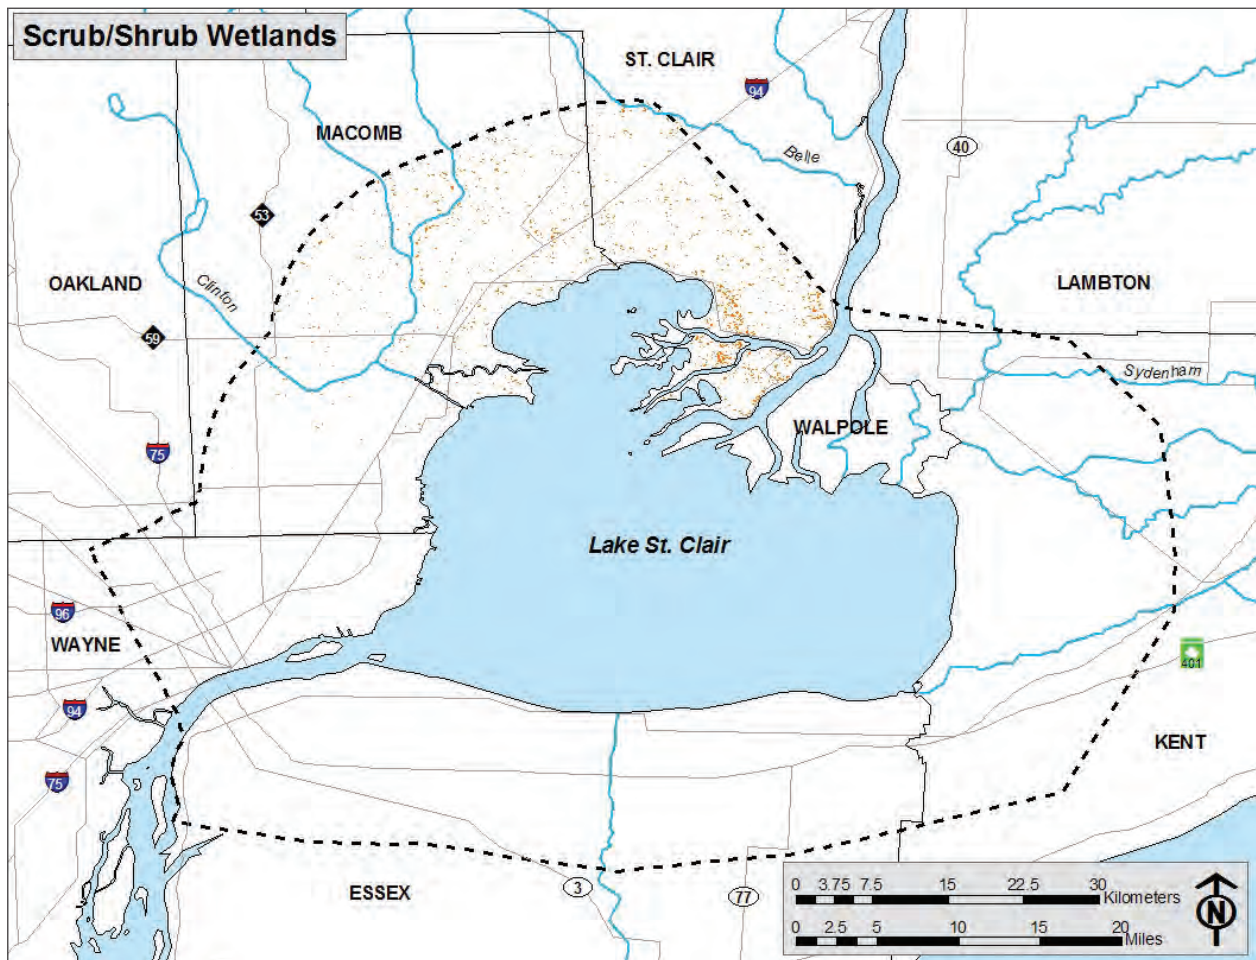 Scrub/Shrub Wetlands
ST. CLAIR
94
MACOMB
Belle
40
53
OAKLAND
Clinton
LAMBTON
59
Sydenham
WALPOLE
75
Lake St. Clair
96
WAYNE
401
94
KENT
75
ESSEX
3
77
0 3.75 7.5 15 22.5 30
Kilometers
0 2.5 5 10 15 20
Miles
N